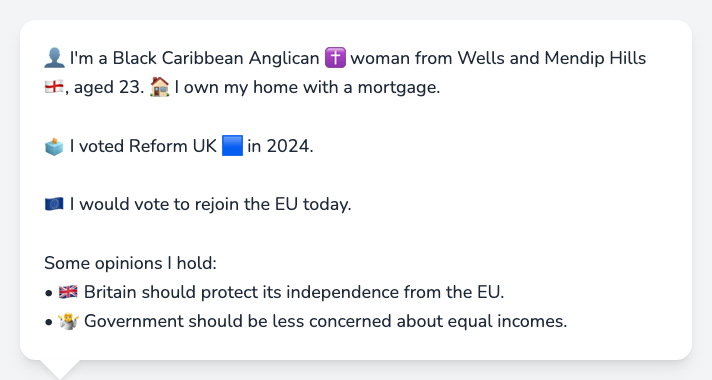 👤 I'm a Black Caribbean Anglican ✝️ woman from Wells and Mendip Hills
🏴󠁧󠁢󠁥󠁮󠁧󠁿, aged 23. 🏠 I own my home with a mortgage.
🗳️ I voted Reform UK 🟦 in 2024.
🇪🇺 I would vote to rejoin the EU today.
Some opinions I hold:
• 🇬🇧 Britain should protect its independence from the EU.
• 🤷 Government should be less concerned about equal incomes.